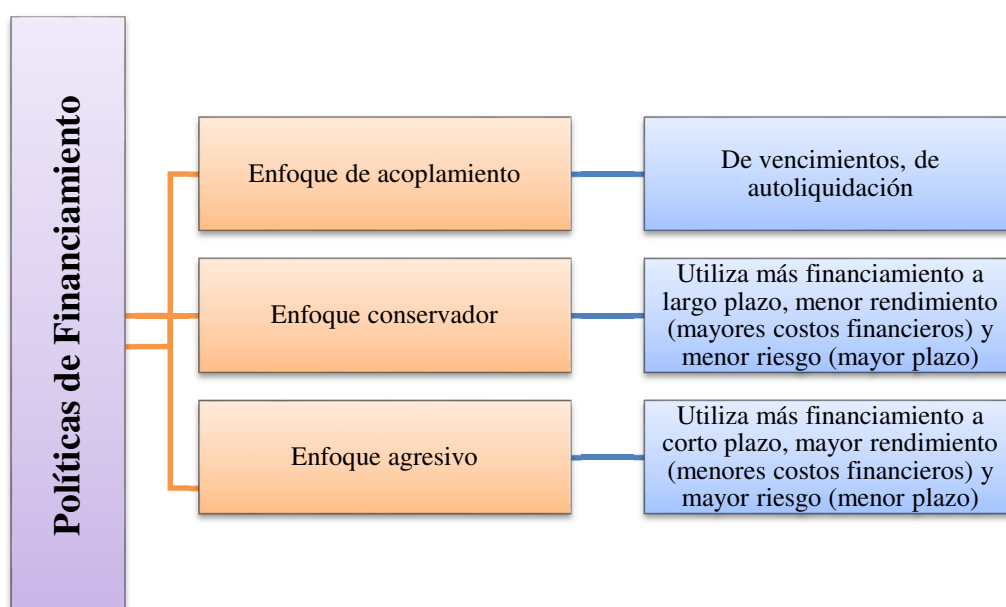 Políticas de Financiamiento
Enfoque de acoplamiento
De vencimientos, de
autoliquidación
Enfoque conservador
Utiliza más financiamiento a
largo plazo, menor rendimiento
(mayores costos financieros) y
menor riesgo (mayor plazo)
Enfoque agresivo
Utiliza más financiamiento a
corto plazo, mayor rendimiento
(menores costos financieros) y
mayor riesgo (menor plazo)